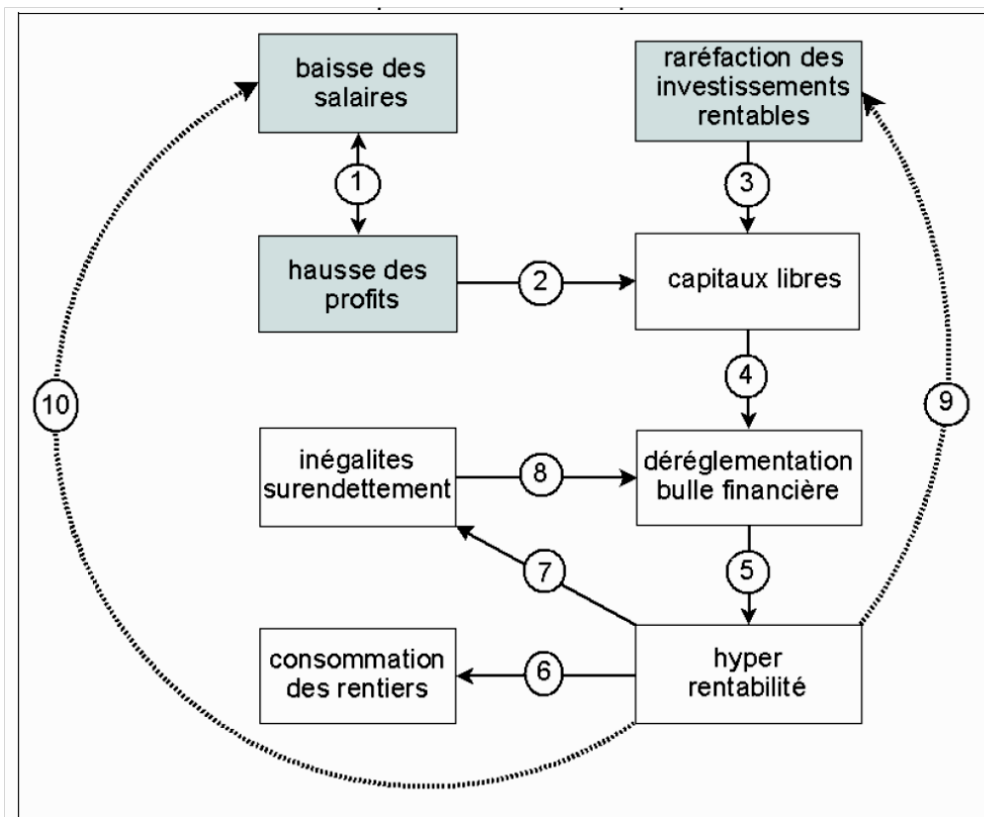 baisse des
salaires
raréfaction des
investissements
rentables
1
3
hausse des
profits
2
capitaux libres
4
10
9
inégalites
surendettement
8
déréglementation
bulle financière
7
5
consommation
des rentiers
6
hyper
rentabilité